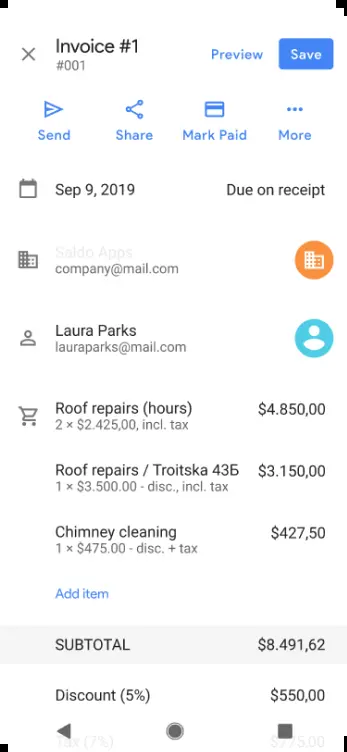 Invoice #1
#001
Preview
Save
Send
Share
Mark Paid
More
Sep 9, 2019
Due on receipt
Saldo Apps
company@mail.com
Laura Parks
lauraparks@mail.com
Roof repairs (hours)
$4.850,00
2 × $2.425,00, incl. tax
Roof repairs / Troitska 43Б
$3.150,00
1 × $3.500.00 - disc., incl. tax
Chimney cleaning
$427,50
1 × $475.00 - disc. + tax
Add item
SUBTOTAL
$8.491,62
Discount (5%)
$550,00
Tax (7%)
$775.00